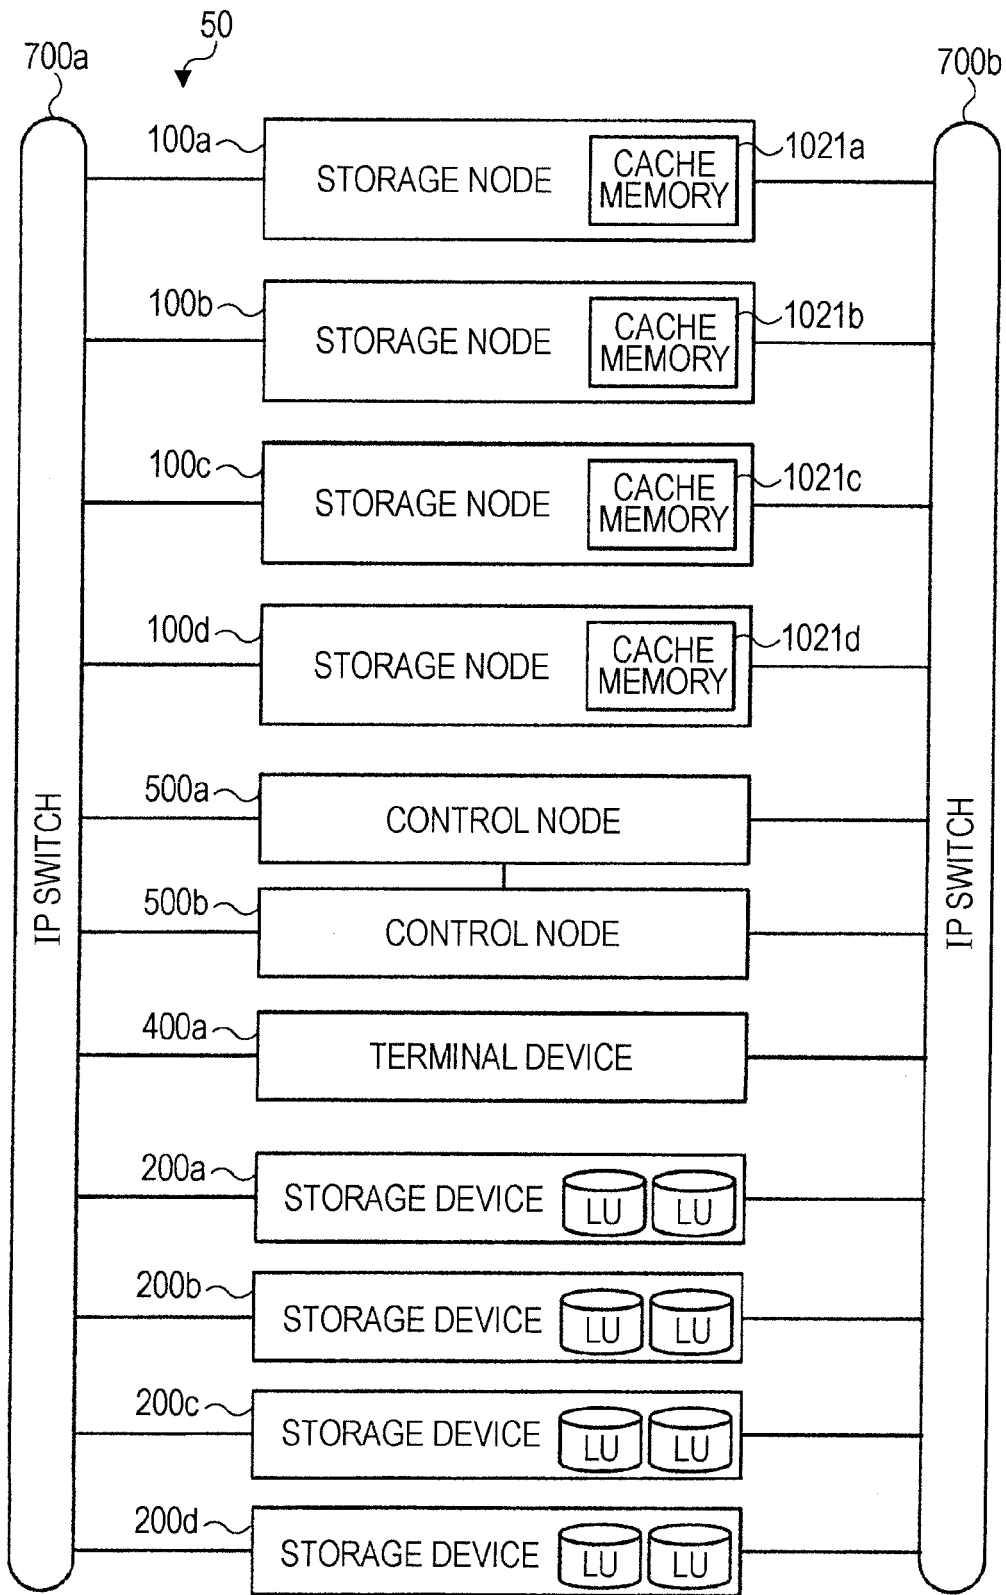 50
700a
700b
100a
STORAGE NODE
CACHE
MEMORY
1021a
100b
STORAGE NODE
CACHE
MEMORY
1021b
100c
STORAGE NODE
CACHE
MEMORY
1021c
100d
STORAGE NODE
CACHE
MEMORY
1021d
IP SWITCH
IP SWITCH
500a
CONTROL NODE
500b
CONTROL NODE
400a
TERMINAL DEVICE
200a
STORAGE DEVICE LU LU
200b
STORAGE DEVICE LU LU
200c
STORAGE DEVICE LU LU
200d
STORAGE DEVICE LU LU